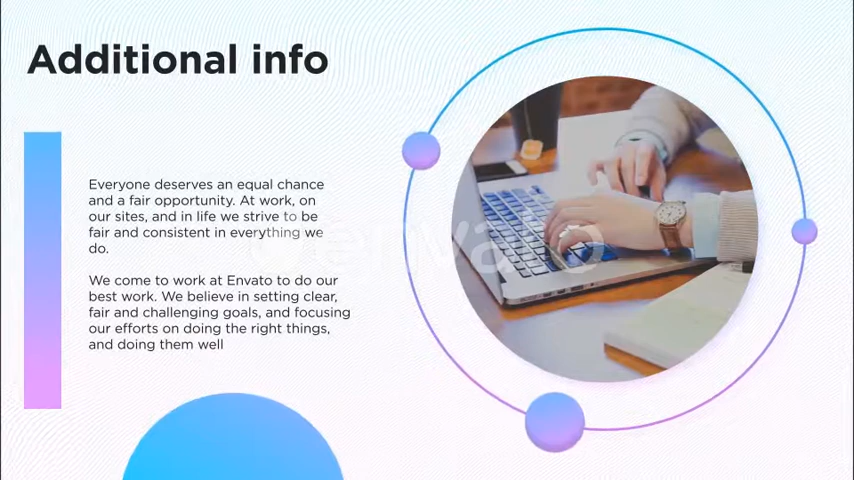 Additional info
Everyone deserves an equal chance
and a fair opportunity. At work, on
our sites, and in life we strive to be
fair and consistent in everything we
do.
We come to work at Envato to do our
best work. We believe in setting clear,
fair and challenging goals, and focusing
our efforts on doing the right things,
and doing them well
envato